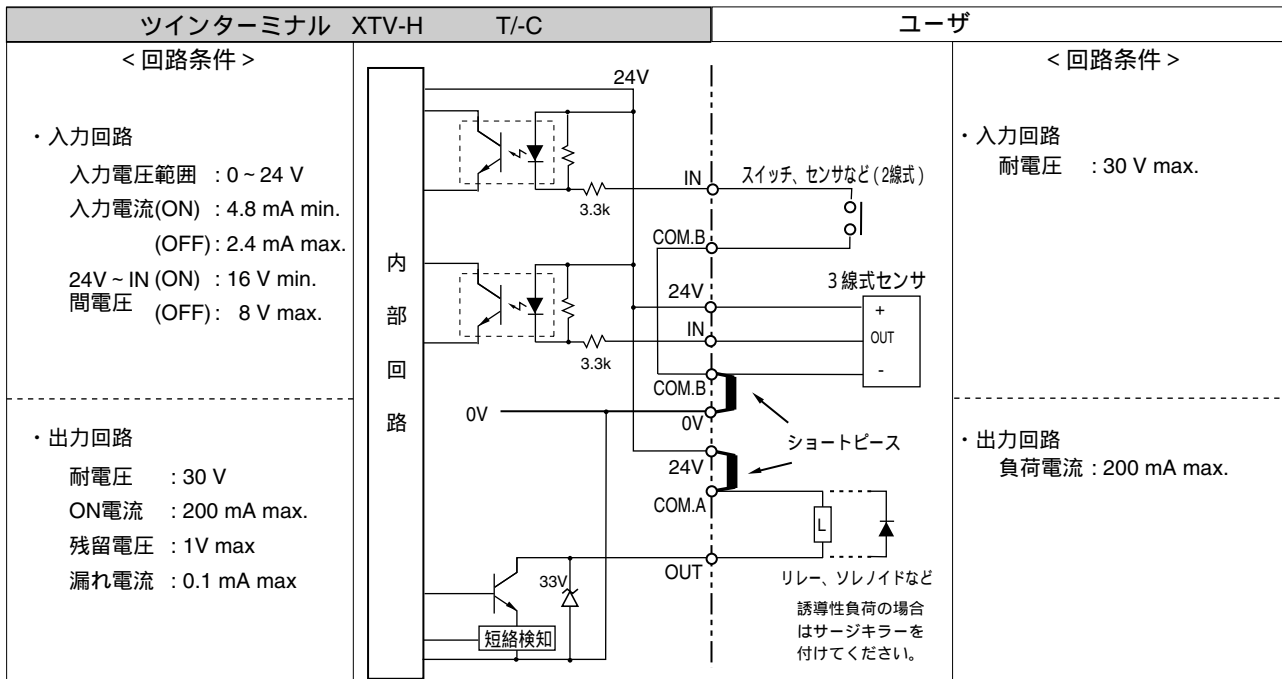 ツインターミナル XTV-H T/-C
ユーザ
< 回路条件 >
・入力回路
入力電圧範囲 : 0 ~ 24 V
入力電流(ON) : 4.8 mA min.
(OFF) : 2.4 mA max.
24V ~ IN (ON) : 16 V min.
間電圧 (OFF) : 8 V max.
・出力回路
耐電圧 : 30 V
ON電流 : 200 mA max.
残留電圧 : 1V max
漏れ電流 : 0.1 mA max
内部回路
24V
3.3k
IN
COM.B
スイッチ、センサなど ( 2線式 )
3 線式センサ
24V
+
IN
OUT
3.3k
COM.B
-
0V
0V
ショートピース
24V
COM.A
L
OUT
33V
短絡検知
リレー、ソレノイドなど
誘導性負荷の場合
はサージキラーを
付けてください。
< 回路条件 >
・入力回路
耐電圧 : 30 V max.
・出力回路
負荷電流 : 200 mA max.